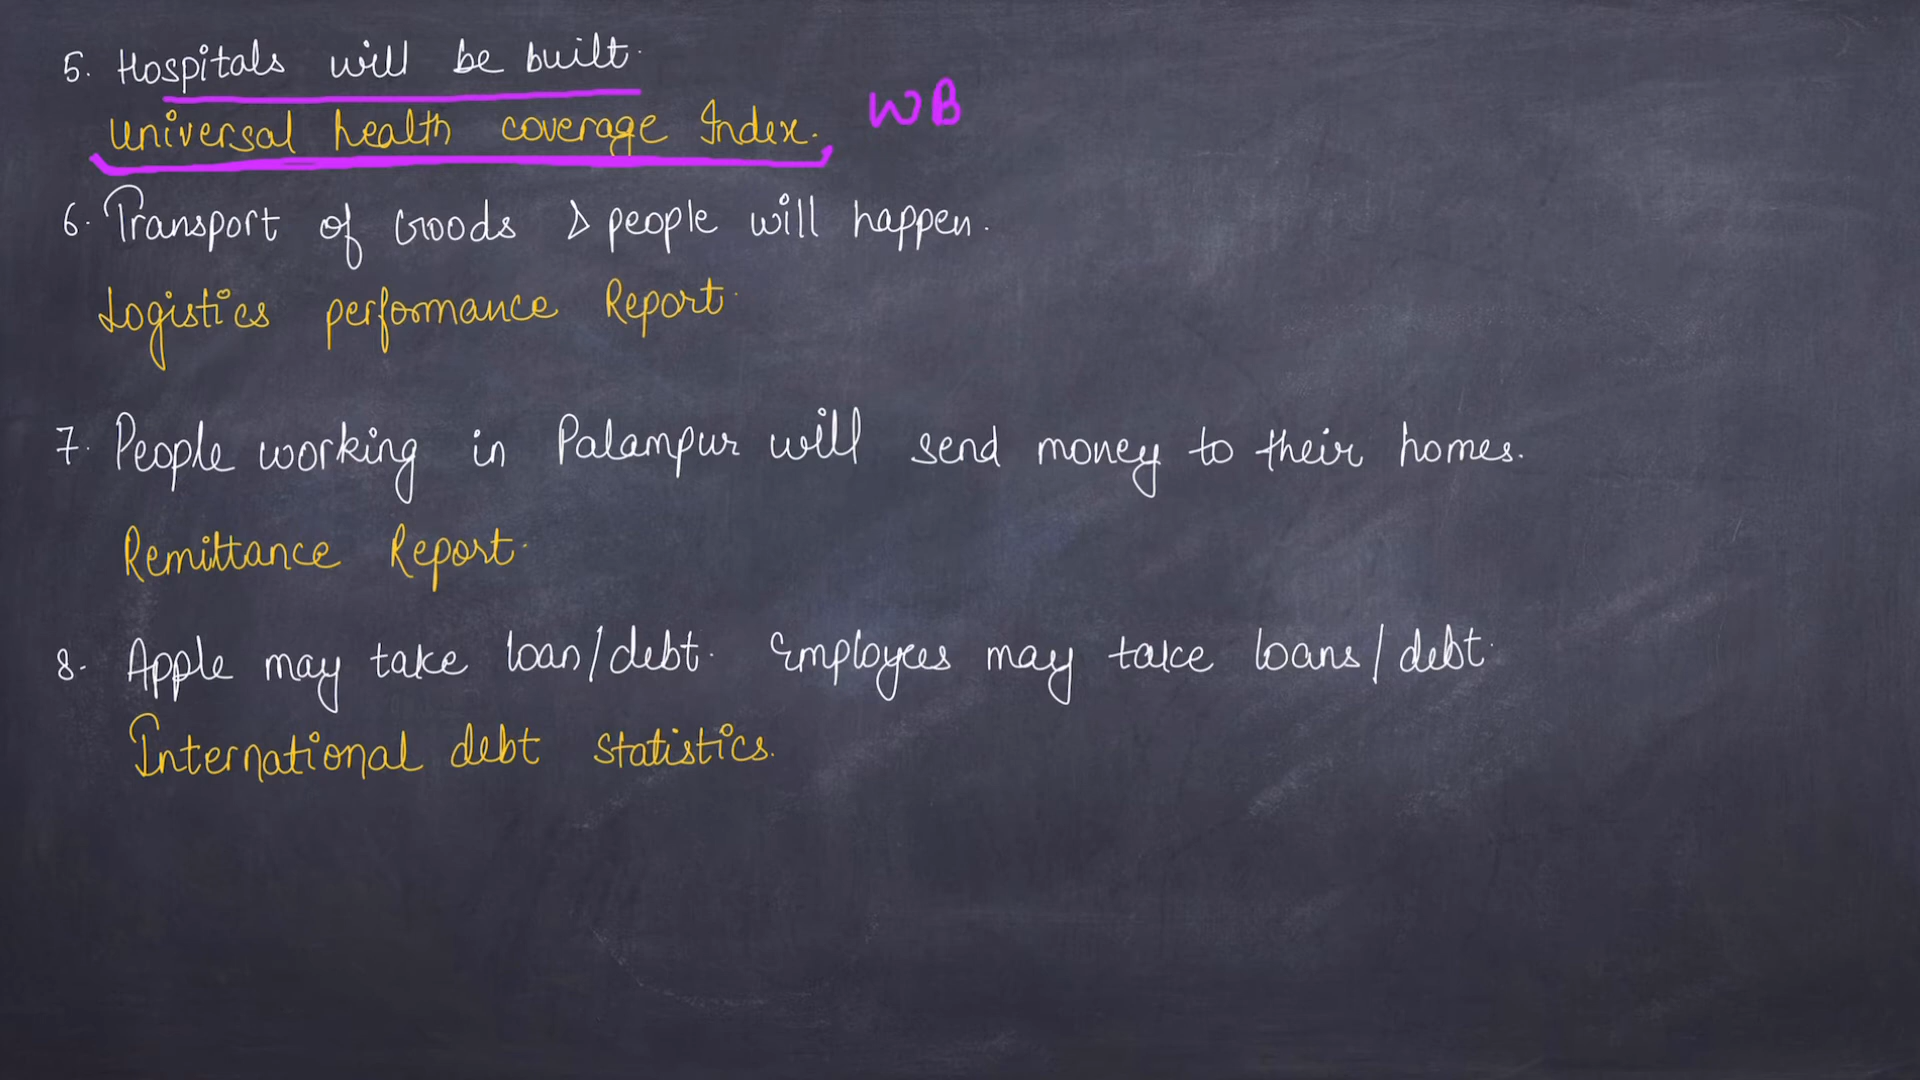 5. Hospitals will be built.
Universal health coverage Index. WB
6. Transport of Goods & people will happen.
Logistics performance Report.
7. People working in Palampur will send money to their homes.
Remittance Report.
8. Apple may take loan/debt. Employees may take loans/debt.
International debt statistics.